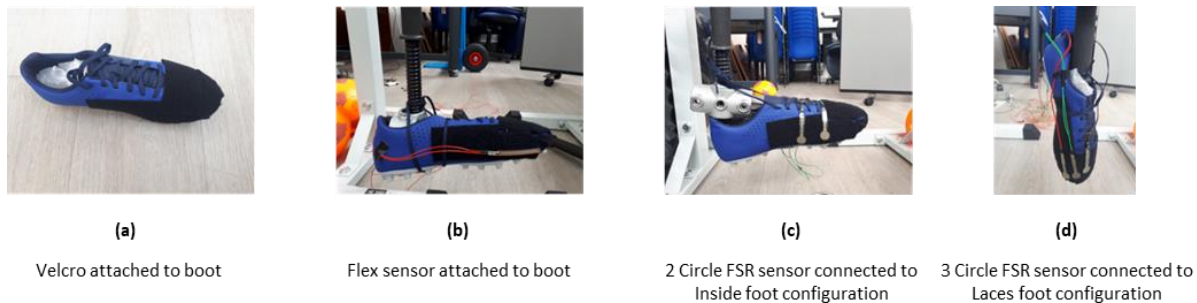 (a)
Velcro attached to boot
(b)
Flex sensor attached to boot
(c)
2 Circle FSR sensor connected to
Inside foot configuration
(d)
3 Circle FSR sensor connected to
Laces foot configuration